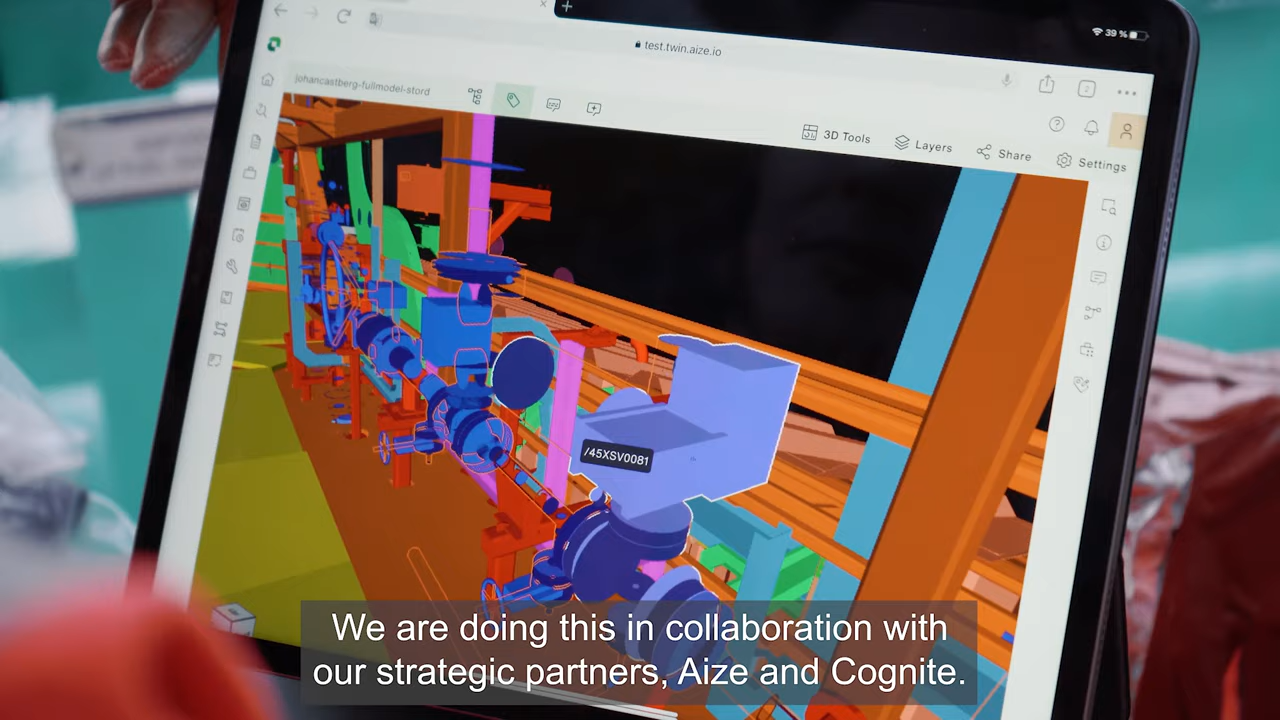 39 %
test.twin.aize.io
2
johancastberg-fullmodel-stord
3D Tools
Layers
Share
Settings
/45XSV0081
We are doing this in collaboration with
our strategic partners, Aize and Cognite.